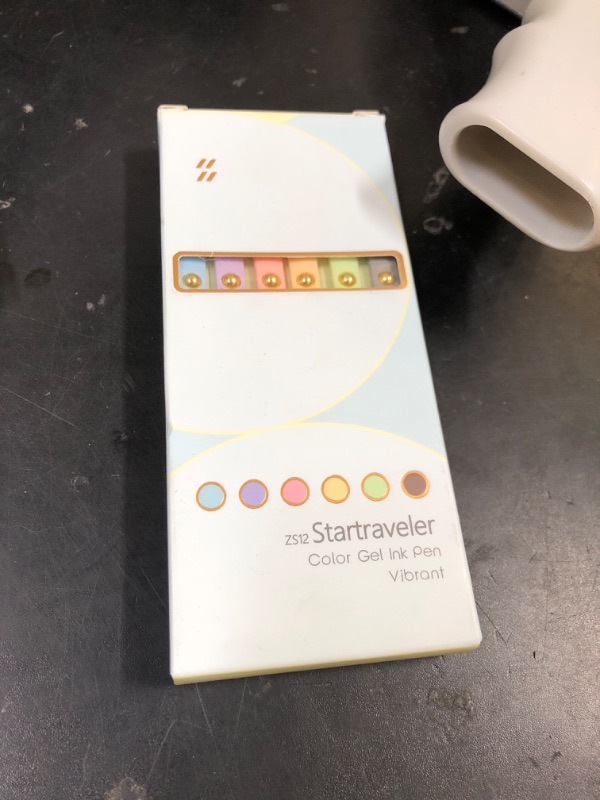 ZS12 Startraveler
Color Gel Ink Pen
Vibrant